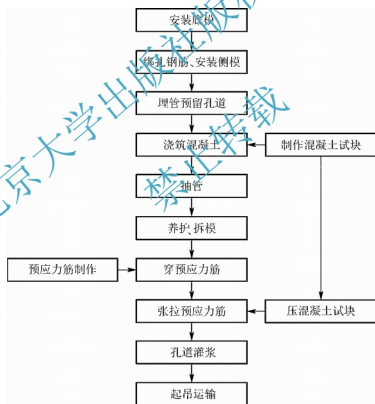 安装底模
绑扎钢筋、安装侧模
埋管预留孔道
浇筑混凝土
制作混凝土试块
抽管
养护、拆模
预应力筋制作
穿预应力筋
张拉预应力筋
压混凝土试块
孔道灌浆
起吊运输
北京大学出版社版权
禁止转载